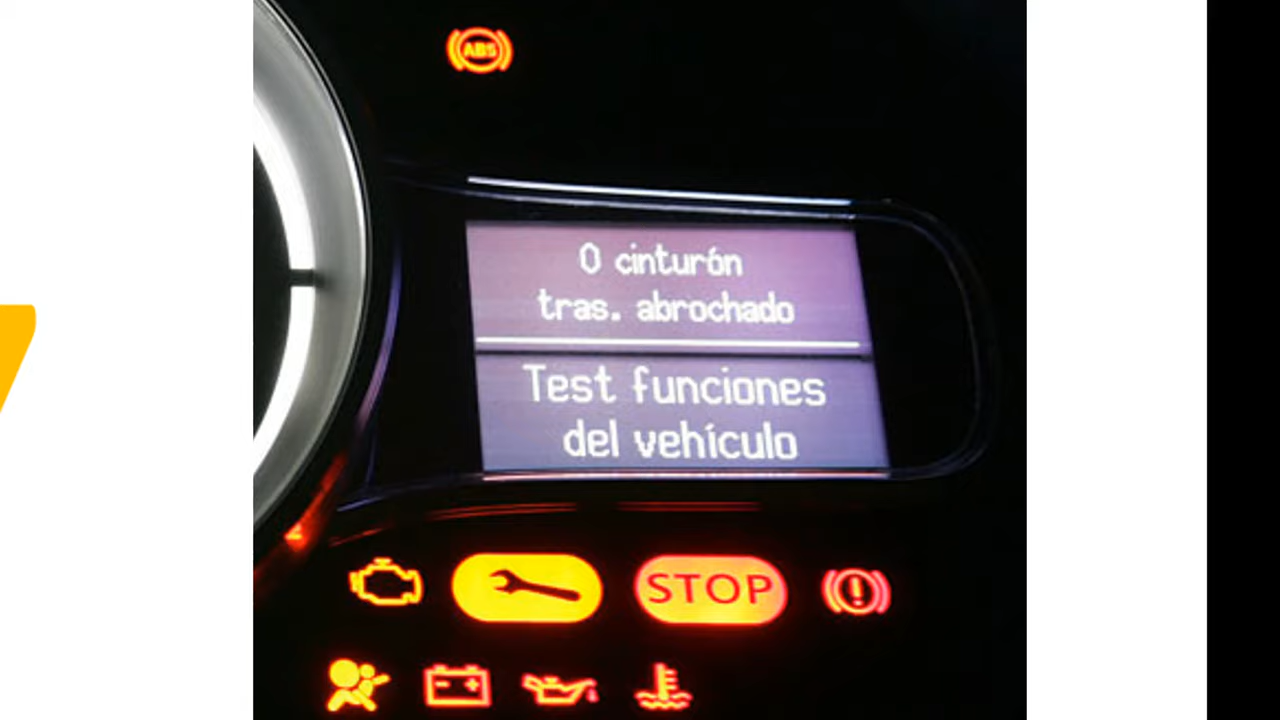 ABS
0 cinturón
tras. abrochado
Test funciones
del vehículo
STOP